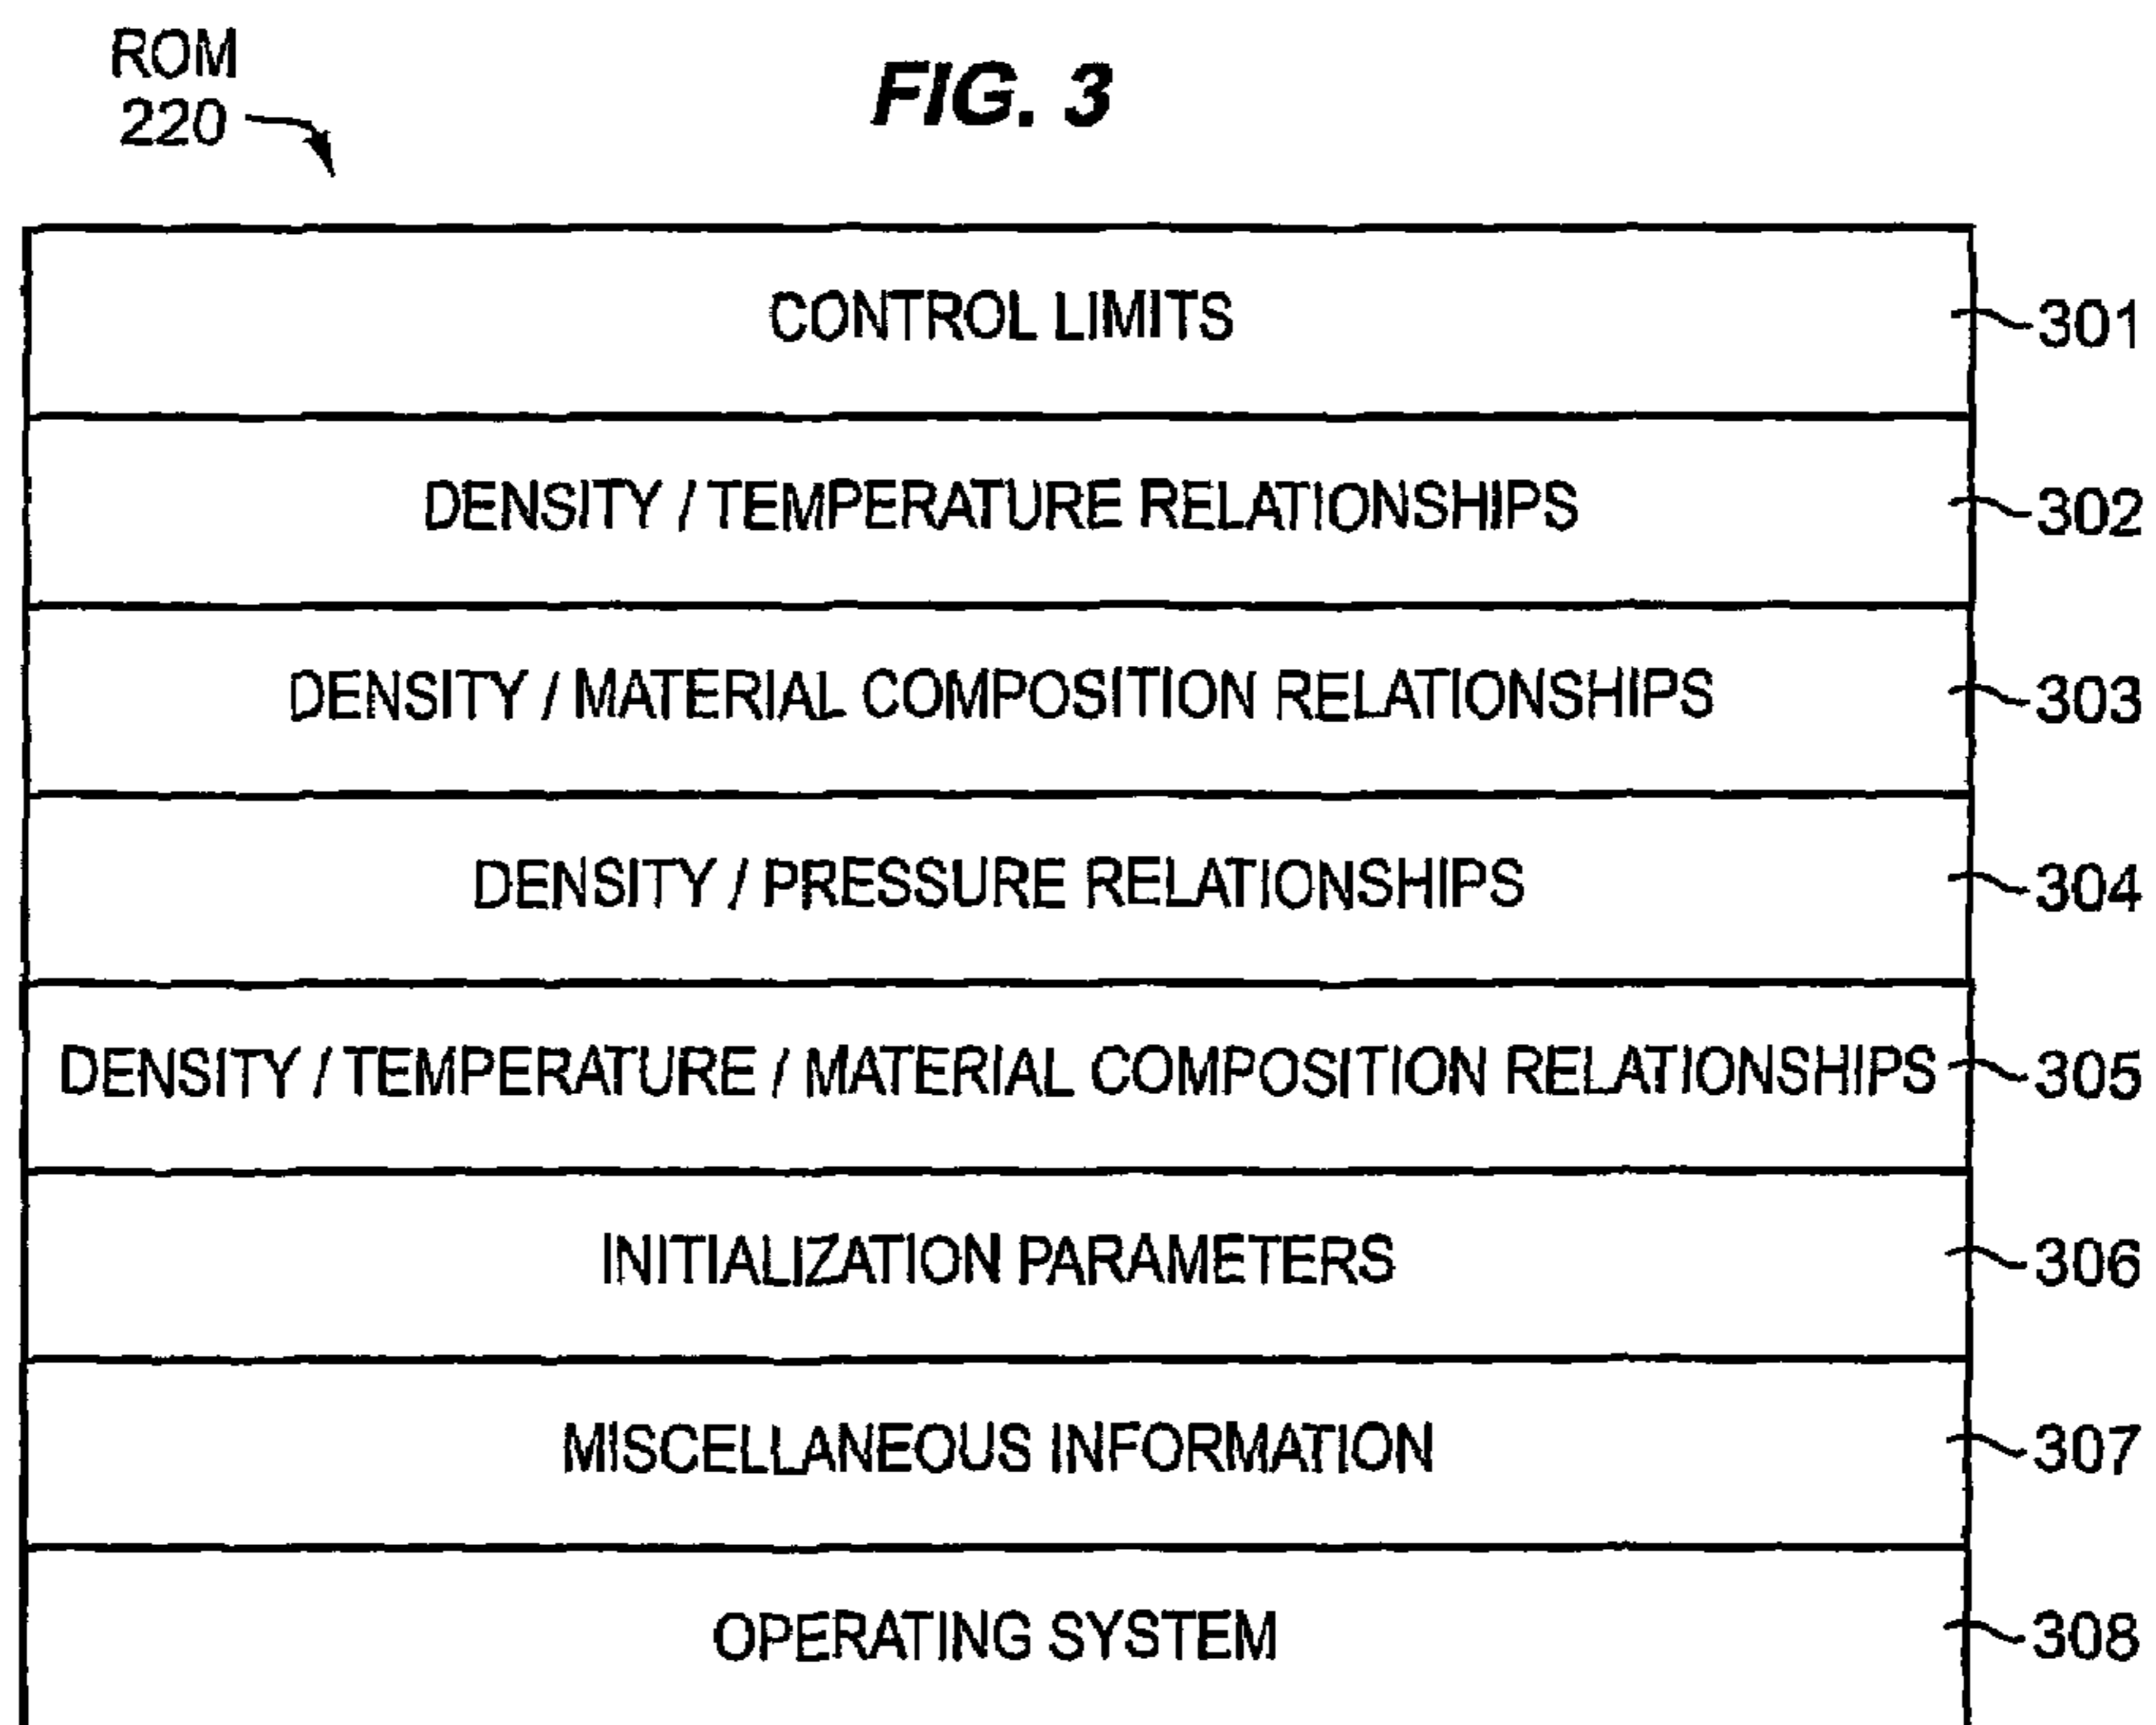 ROM
220
FIG. 3
CONTROL LIMITS 301
DENSITY / TEMPERATURE RELATIONSHIPS 302
DENSITY / MATERIAL COMPOSITION RELATIONSHIPS 303
DENSITY / PRESSURE RELATIONSHIPS 304
DENSITY / TEMPERATURE / MATERIAL COMPOSITION RELATIONSHIPS 305
INITIALIZATION PARAMETERS 306
MISCELLANEOUS INFORMATION 307
OPERATING SYSTEM 308